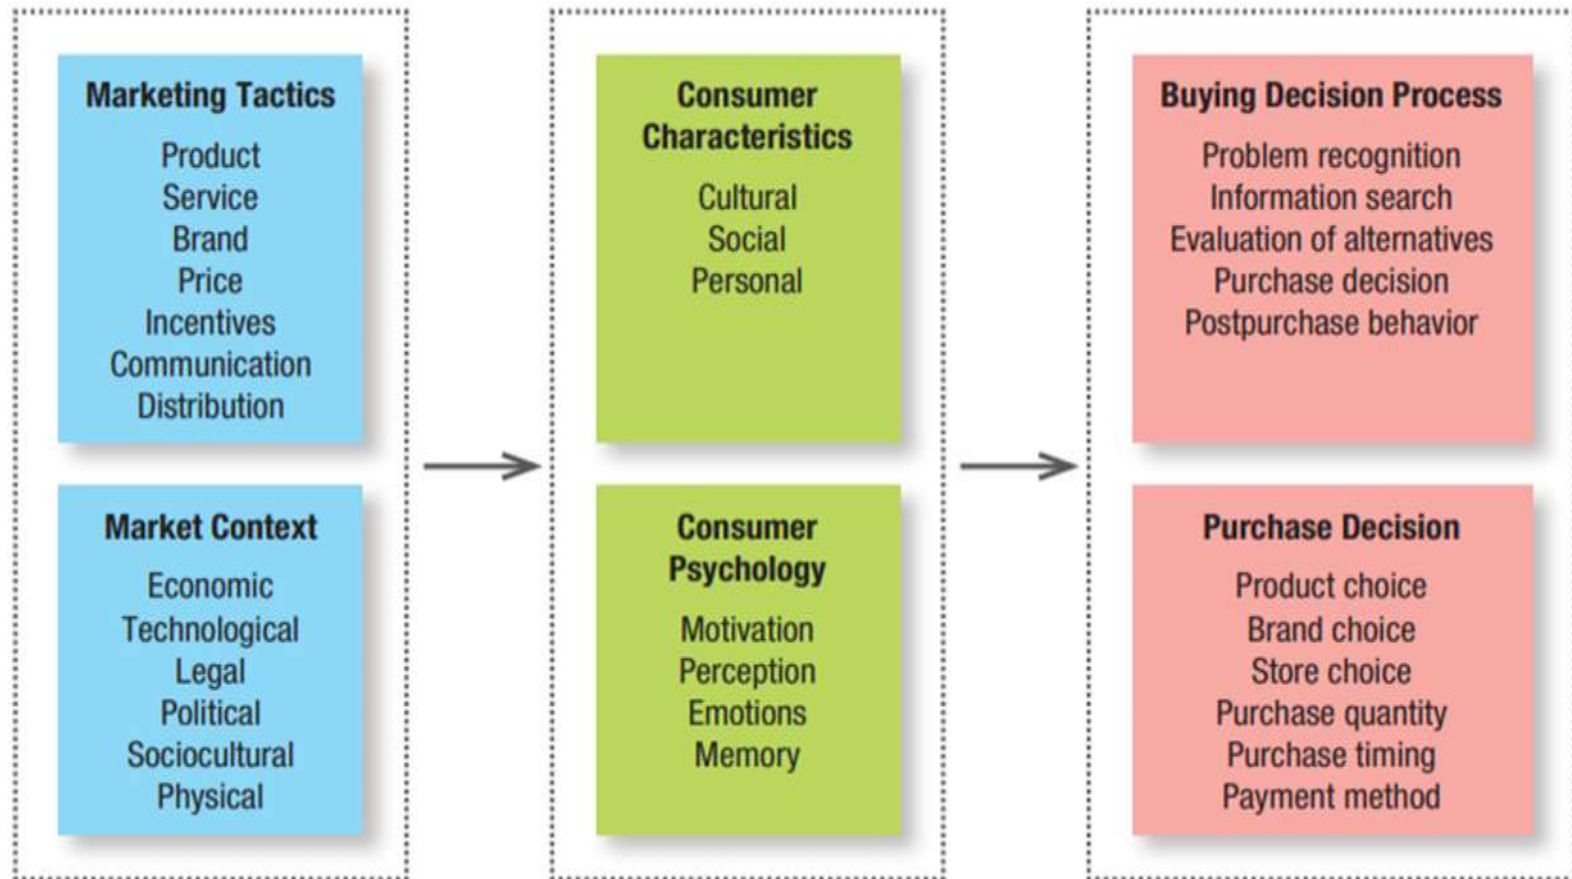 Marketing Tactics
Product
Service
Brand
Price
Incentives
Communication
Distribution
Market Context
Economic
Technological
Legal
Political
Sociocultural
Physical
Consumer
Characteristics
Cultural
Social
Personal
Consumer
Psychology
Motivation
Perception
Emotions
Memory
Buying Decision Process
Problem recognition
Information search
Evaluation of alternatives
Purchase decision
Postpurchase behavior
Purchase Decision
Product choice
Brand choice
Store choice
Purchase quantity
Purchase timing
Payment method